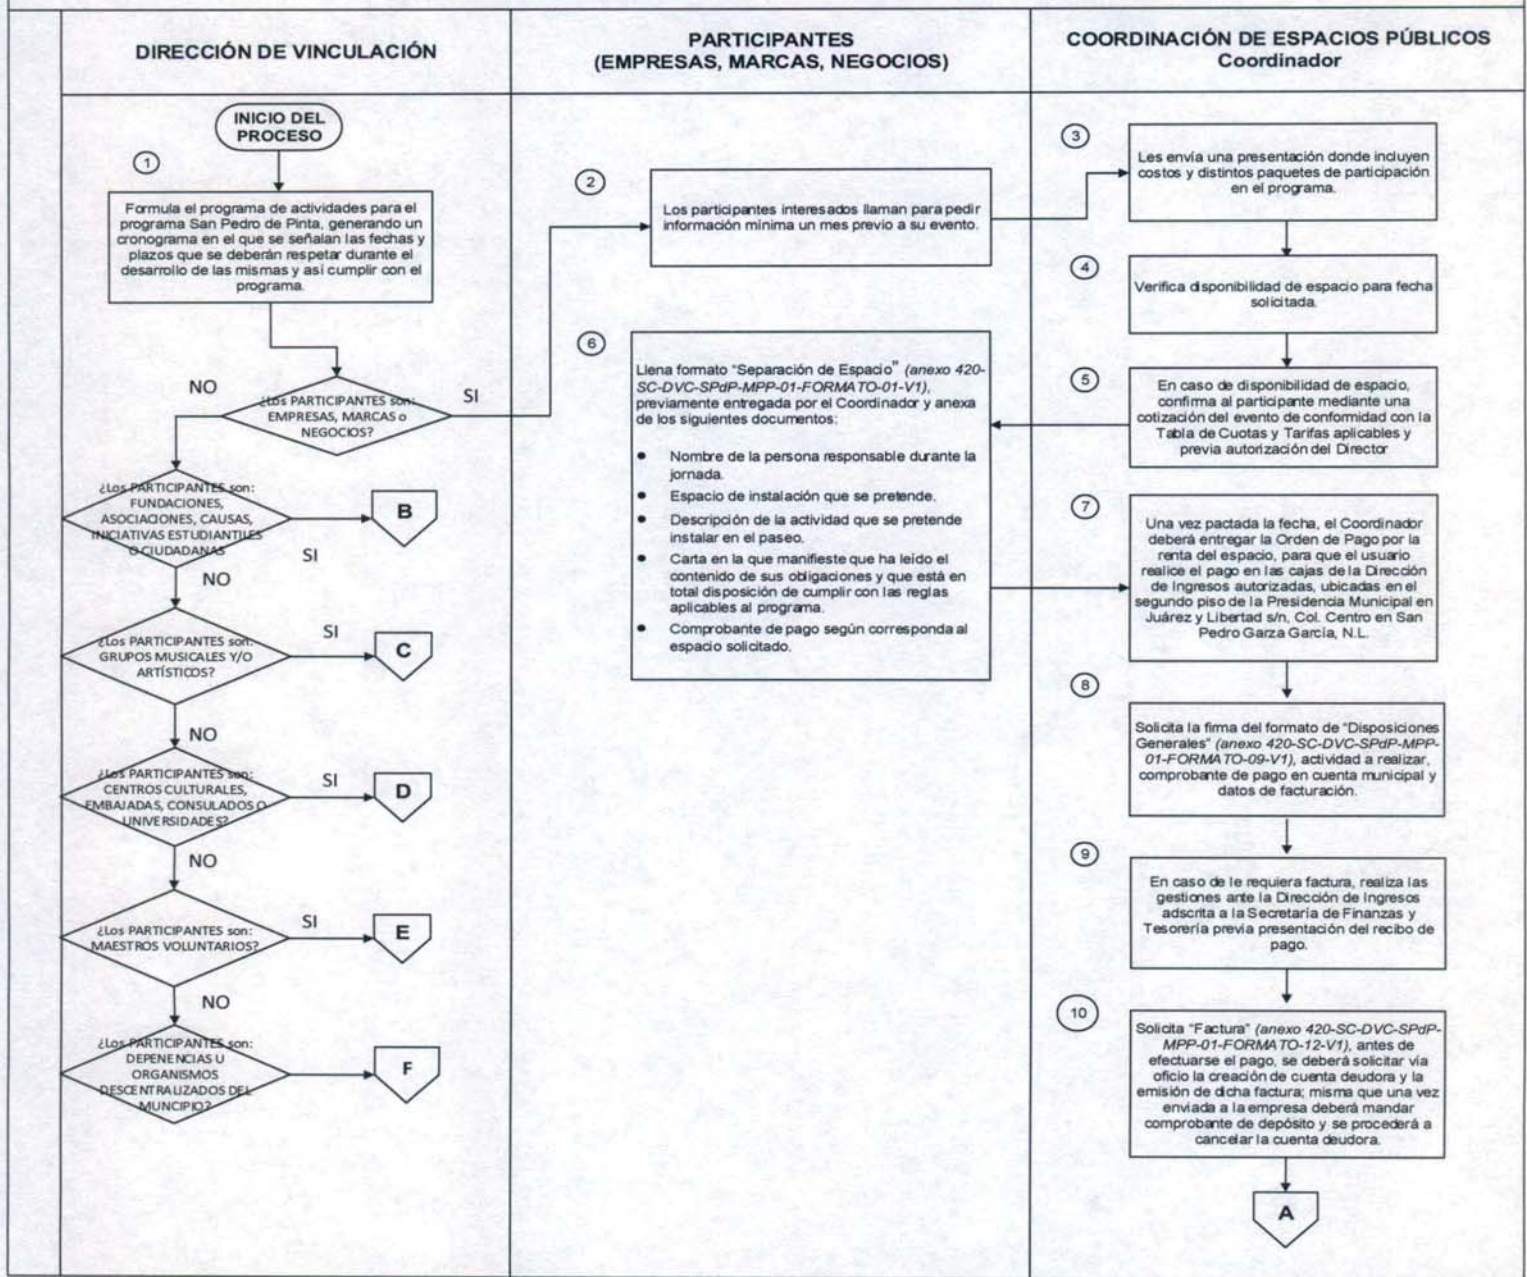 DIRECCIÓN DE VINCULACIÓN
PARTICIPANTES
(EMPRESAS, MARCAS, NEGOCIOS)
COORDINACIÓN DE ESPACIOS PÚBLICOS
Coordinador
INICIO DEL
PROCESO
1
Formula el programa de actividades para el
programa San Pedro de Pinta, generando un
cronograma en el que se señalan las fechas y
plazos que se deberán respetar durante el
desarrollo de las mismas y así cumplir con el
programa.
NO
¿Los PARTICIPANTES son:
EMPRESAS, MARCAS o
NEGOCIOS?
SI
¿Los PARTICIPANTES son:
FUNDACIONES,
ASOCIACIONES, CAUSAS,
INICIATIVAS ESTUDIANTILES
O CIUDADANAS
B
SI
NO
¿Los PARTICIPANTES son:
GRUPOS MUSICALES Y/O
ARTÍSTICOS?
SI
C
NO
¿Los PARTICIPANTES son:
CENTROS CULTURALES,
EMBAJADAS, CONSULADOS O
UNIVERSIDADES?
SI
D
NO
¿Los PARTICIPANTES son:
MAESTROS VOLUNTARIOS?
SI
E
NO
¿Los PARTICIPANTES son:
DEPENENCIAS U
ORGANISMOS
DESCENTRALIZADOS DEL
MUNCIPIO?
F
2
Los participantes interesados llaman para pedir
información mínima un mes previo a su evento.
6
Llena formato "Separación de Espacio" (anexo 420-
SC-DVC-SPdP-MPP-01-FORMATO-01-V1),
previamente entregada por el Coordinador y anexa
de los siguientes documentos:
● Nombre de la persona responsable durante la
jornada.
● Espacio de instalación que se pretende.
● Descripción de la actividad que se pretende
instalar en el paseo.
● Carta en la que manifieste que ha leído el
contenido de sus obligaciones y que está en
total disposición de cumplir con las reglas
aplicables al programa.
● Comprobante de pago según corresponda al
espacio solicitado.
3
Les envía una presentación donde incluyen
costos y distintos paquetes de participación
en el programa.
4
Verifica disponibilidad de espacio para fecha
solicitada.
5
En caso de disponibilidad de espacio,
confirma al participante mediante una
cotización del evento de conformidad con la
Tabla de Cuotas y Tarifas aplicables y
previa autorización del Director
7
Una vez pactada la fecha, el Coordinador
deberá entregar la Orden de Pago por la
renta del espacio, para que el usuario
realice el pago en las cajas de la Dirección
de Ingresos autorizadas, ubicadas en el
segundo piso de la Presidencia Municipal en
Juárez y Libertad s/n, Col. Centro en San
Pedro Garza García, N.L.
8
Solicita la firma del formato de "Disposiciones
Generales" (anexo 420-SC-DVC-SPdP-MPP-
01-FORMATO-09-V1), actividad a realizar,
comprobante de pago en cuenta municipal y
datos de facturación.
9
En caso de le requiera factura, realiza las
gestiones ante la Dirección de Ingresos
adscrita a la Secretaría de Finanzas y
Tesorería previa presentación del recibo de
pago.
10
Solicita "Factura" (anexo 420-SC-DVC-SPdP-
MPP-01-FORMATO-12-V1), antes de
efectuarse el pago, se deberá solicitar vía
oficio la creación de cuenta deudora y la
emisión de dicha factura; misma que una vez
enviada a la empresa deberá mandar
comprobante de depósito y se procederá a
cancelar la cuenta deudora.
A